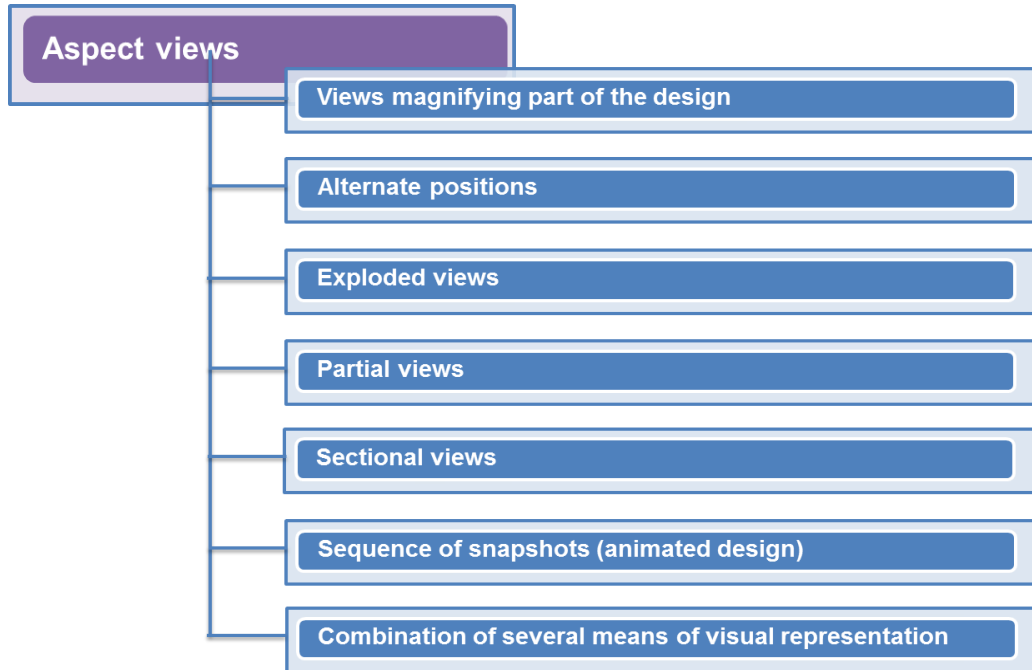 Aspect views
Views magnifying part of the design
Alternate positions
Exploded views
Partial views
Sectional views
Sequence of snapshots (animated design)
Combination of several means of visual representation